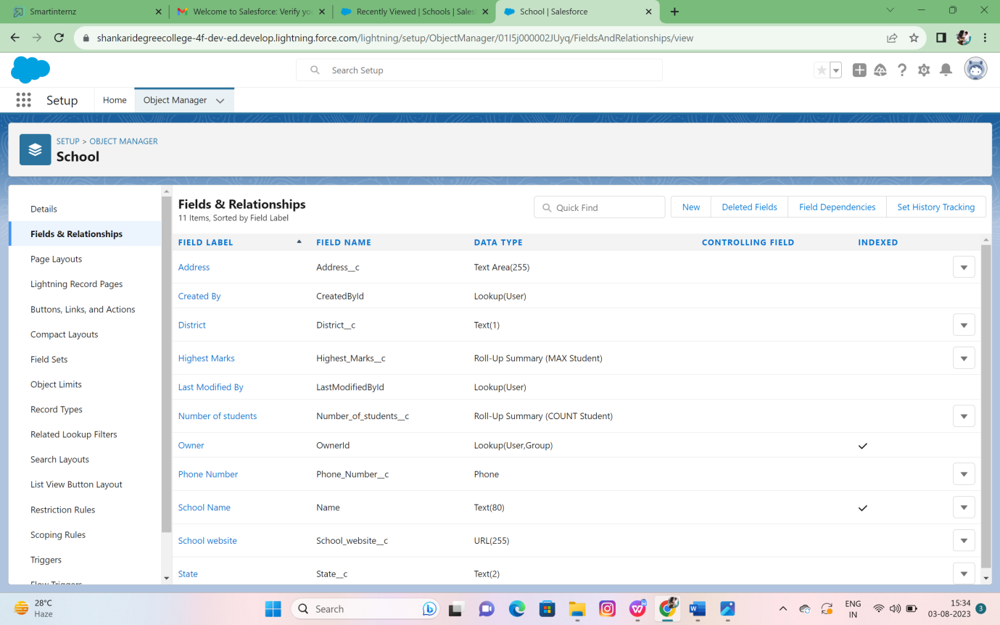 Smartinternz
Welcome to Salesforce: Verify yo
Recently Viewed | Schools | Sales
School | Salesforce
shankaridegreecollege-4f-dev-ed.develop.lightning.force.com/lightning/setup/ObjectManager/01I5j000002JUyq/FieldsAndRelationships/view
Search Setup
Setup
Home
Object Manager
SETUP > OBJECT MANAGER
School
Details
Fields & Relationships
Page Layouts
Lightning Record Pages
Buttons, Links, and Actions
Compact Layouts
Field Sets
Object Limits
Record Types
Related Lookup Filters
Search Layouts
List View Button Layout
Restriction Rules
Scoping Rules
Triggers
Flow Triggers
Fields & Relationships
11 Items, Sorted by Field Label
Quick Find
New
Deleted Fields
Field Dependencies
Set History Tracking
FIELD LABEL FIELD NAME DATA TYPE CONTROLLING FIELD INDEXED
Address Address__c Text Area(255)
Created By CreatedById Lookup(User)
District District__c Text(1)
Highest Marks Highest_Marks__c Roll-Up Summary (MAX Student)
Last Modified By LastModifiedById Lookup(User)
Number of students Number_of_students__c Roll-Up Summary (COUNT Student)
Owner OwnerId Lookup(User,Group)
Phone Number Phone_Number__c Phone
School Name Name Text(80)
School website School_website__c URL(255)
State State__c Text(2)
28°C
Haze
Search
ENG
IN
15:34
03-08-2023
3